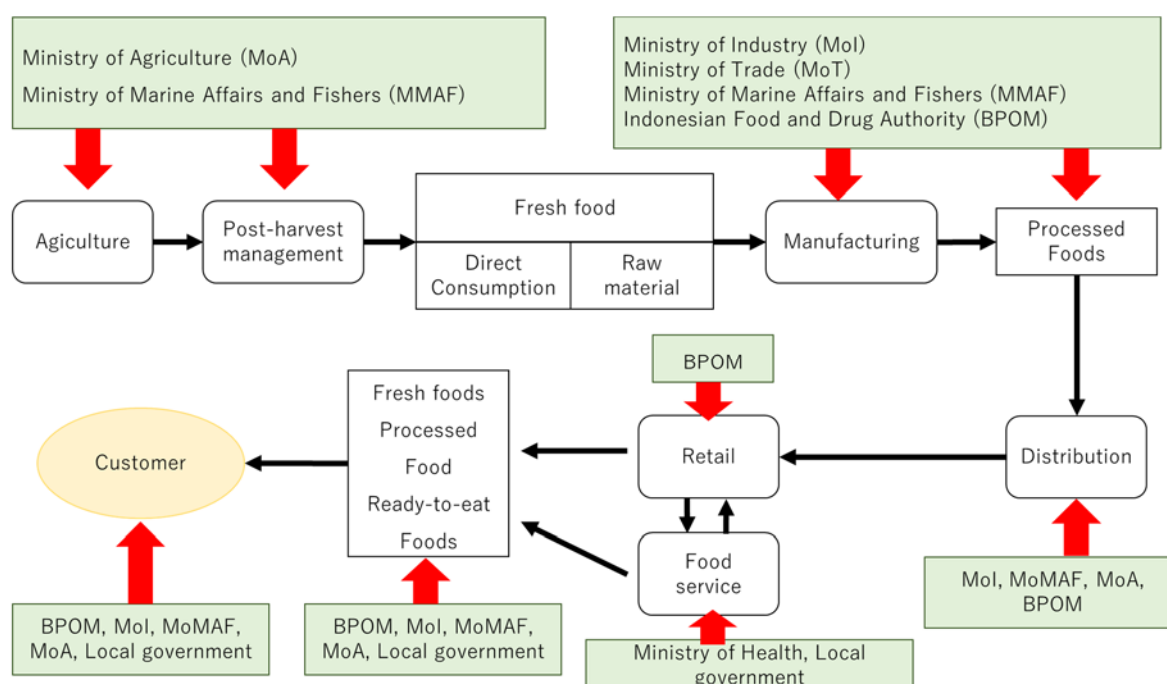 Ministry of Agriculture (MoA)
Ministry of Marine Affairs and Fishers (MMAF)
Ministry of Industry (MoI)
Ministry of Trade (MoT)
Ministry of Marine Affairs and Fishers (MMAF)
Indonesian Food and Drug Authority (BPOM)
Agiculture
Post-harvest
management
Fresh food
Direct
Consumption
Raw
material
Manufacturing
Processed
Foods
BPOM
Customer
Fresh foods
Processed
Food
Ready-to-eat
Foods
Retail
Distribution
Food
service
BPOM, MoI, MoMAF,
MoA, Local government
BPOM, MoI, MoMAF,
MoA, Local government
Ministry of Health, Local
government
MoI, MoMAF, MoA,
BPOM